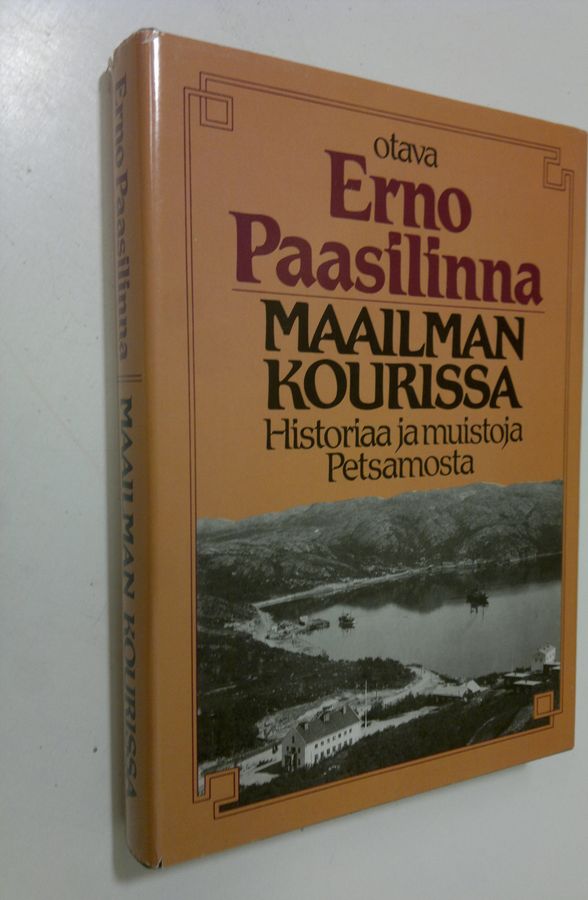 otava
Erno
Paasilinna
MAAILMAN
KOURISSA
Historiaa ja muistoja
Petsamosta
Erno Paasilinna MAAILMAN KOURISSA